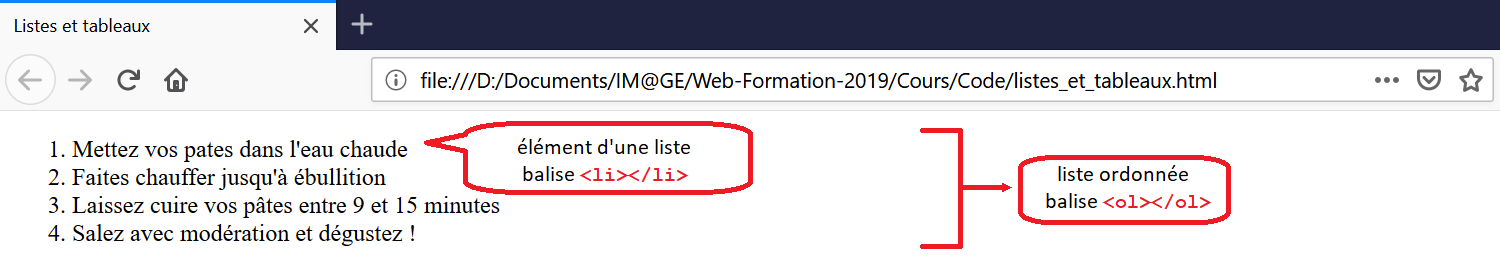 Listes et tableaux
file:///D:/Documents/IM@GE/Web-Formation-2019/Cours/Code/listes_et_tableaux.html
1. Mettez vos pates dans l'eau chaude
2. Faites chauffer jusqu'à ébullition
3. Laissez cuire vos pâtes entre 9 et 15 minutes
4. Salez avec modération et dégustez !
élément d'une liste
balise <li></li>
liste ordonnée
balise <ol></ol>